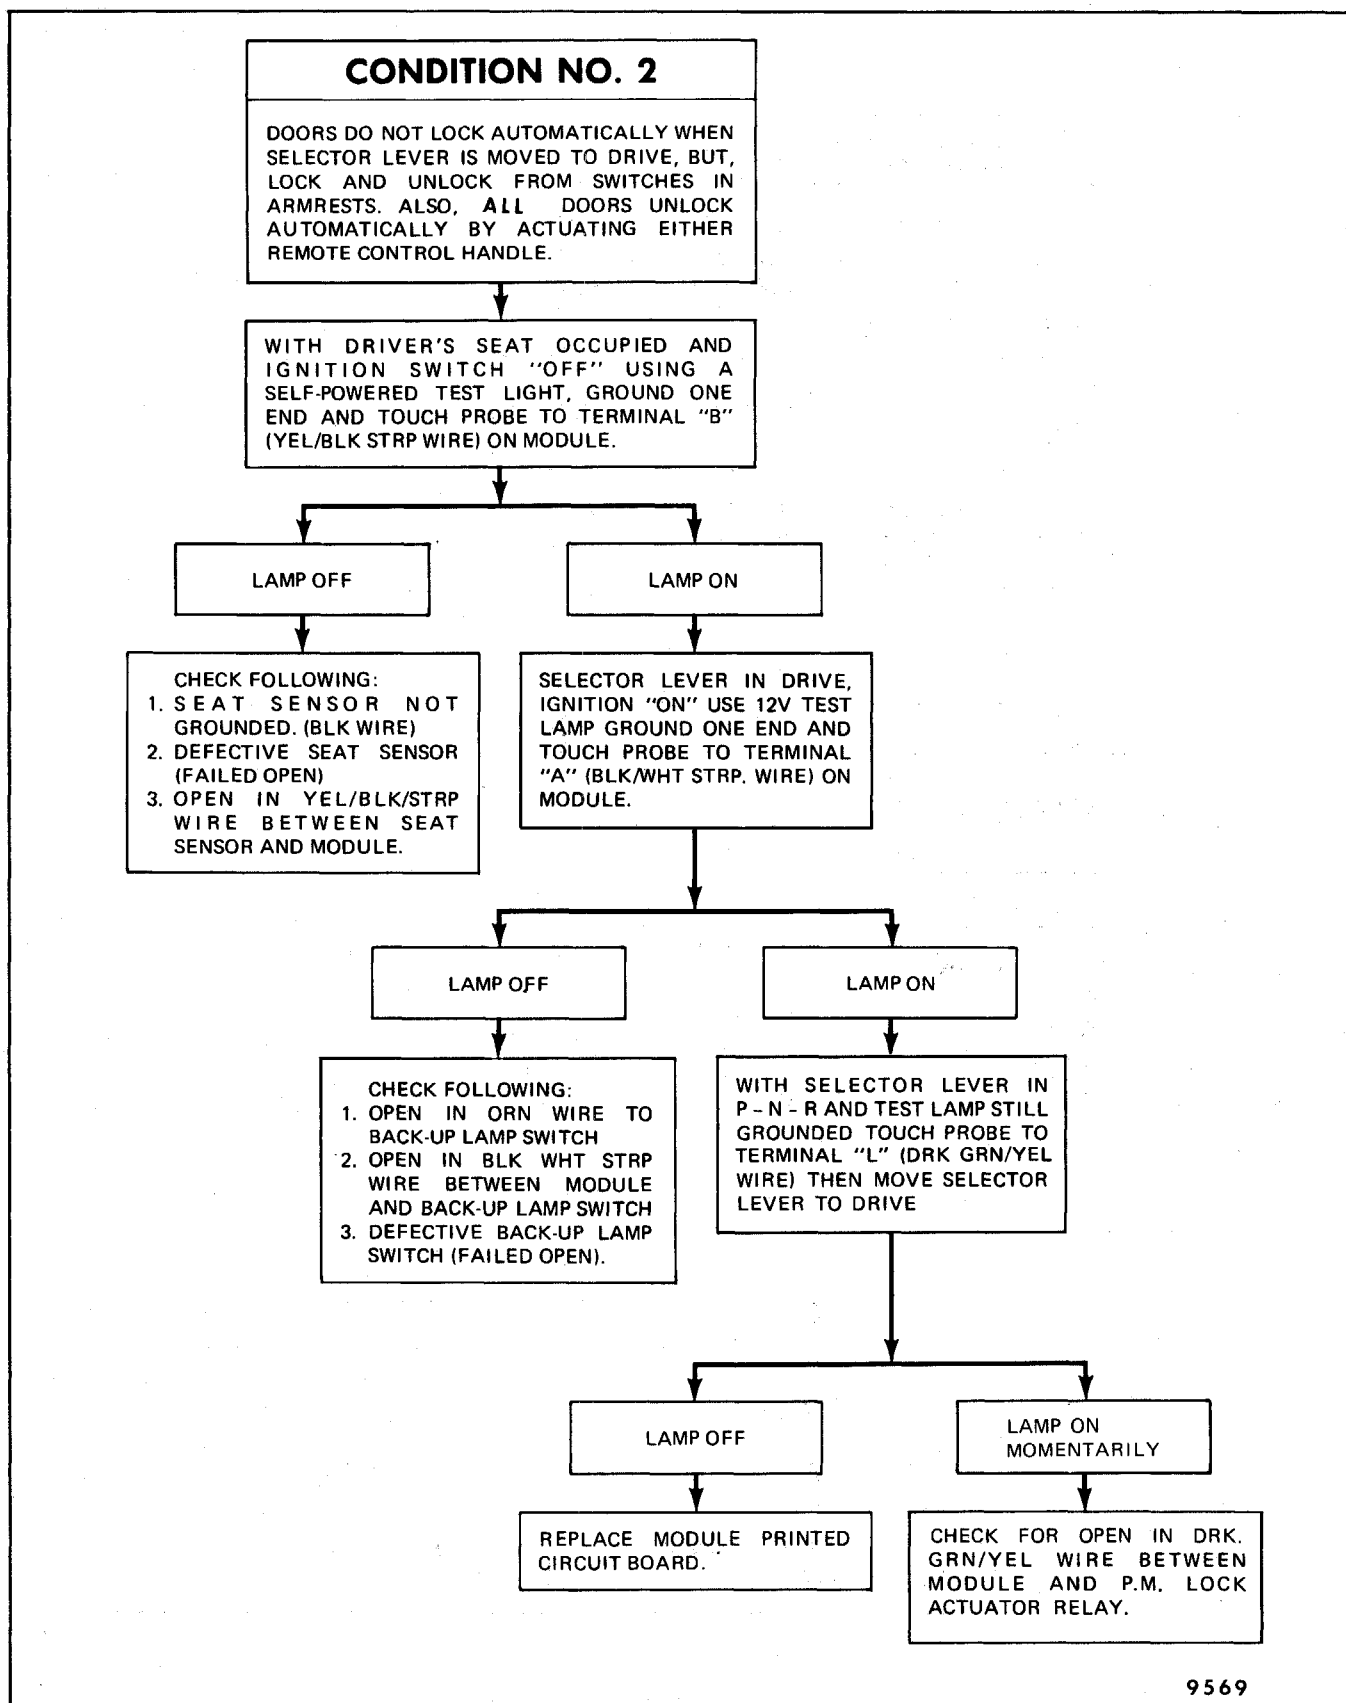 CONDITION NO. 2
DOORS DO NOT LOCK AUTOMATICALLY WHEN
SELECTOR LEVER IS MOVED TO DRIVE, BUT,
LOCK AND UNLOCK FROM SWITCHES IN
ARMRESTS. ALSO, ALL DOORS UNLOCK
AUTOMATICALLY BY ACTUATING EITHER
REMOTE CONTROL HANDLE.
WITH DRIVER'S SEAT OCCUPIED AND
IGNITION SWITCH "OFF" USING A
SELF-POWERED TEST LIGHT, GROUND ONE
END AND TOUCH PROBE TO TERMINAL "B"
(YEL/BLK STRP WIRE) ON MODULE.
LAMP OFF
LAMP ON
CHECK FOLLOWING:
1. SEAT SENSOR NOT
GROUNDED. (BLK WIRE)
2. DEFECTIVE SEAT SENSOR
(FAILED OPEN)
3. OPEN IN YEL/BLK/STRP
WIRE BETWEEN SEAT
SENSOR AND MODULE.
SELECTOR LEVER IN DRIVE,
IGNITION "ON" USE 12V TEST
LAMP GROUND ONE END AND
TOUCH PROBE TO TERMINAL
"A" (BLK/WHT STRP. WIRE) ON
MODULE.
LAMP OFF
LAMP ON
CHECK FOLLOWING:
1. OPEN IN ORN WIRE TO
BACK-UP LAMP SWITCH
2. OPEN IN BLK WHT STRP
WIRE BETWEEN MODULE
AND BACK-UP LAMP SWITCH
3. DEFECTIVE BACK-UP LAMP
SWITCH (FAILED OPEN).
WITH SELECTOR LEVER IN
P - N - R AND TEST LAMP STILL
GROUNDED TOUCH PROBE TO
TERMINAL "L" (DRK GRN/YEL
WIRE) THEN MOVE SELECTOR
LEVER TO DRIVE
LAMP OFF
LAMP ON
MOMENTARILY
REPLACE MODULE PRINTED
CIRCUIT BOARD.
CHECK FOR OPEN IN DRK.
GRN/YEL WIRE BETWEEN
MODULE AND P.M. LOCK
ACTUATOR RELAY.
9569